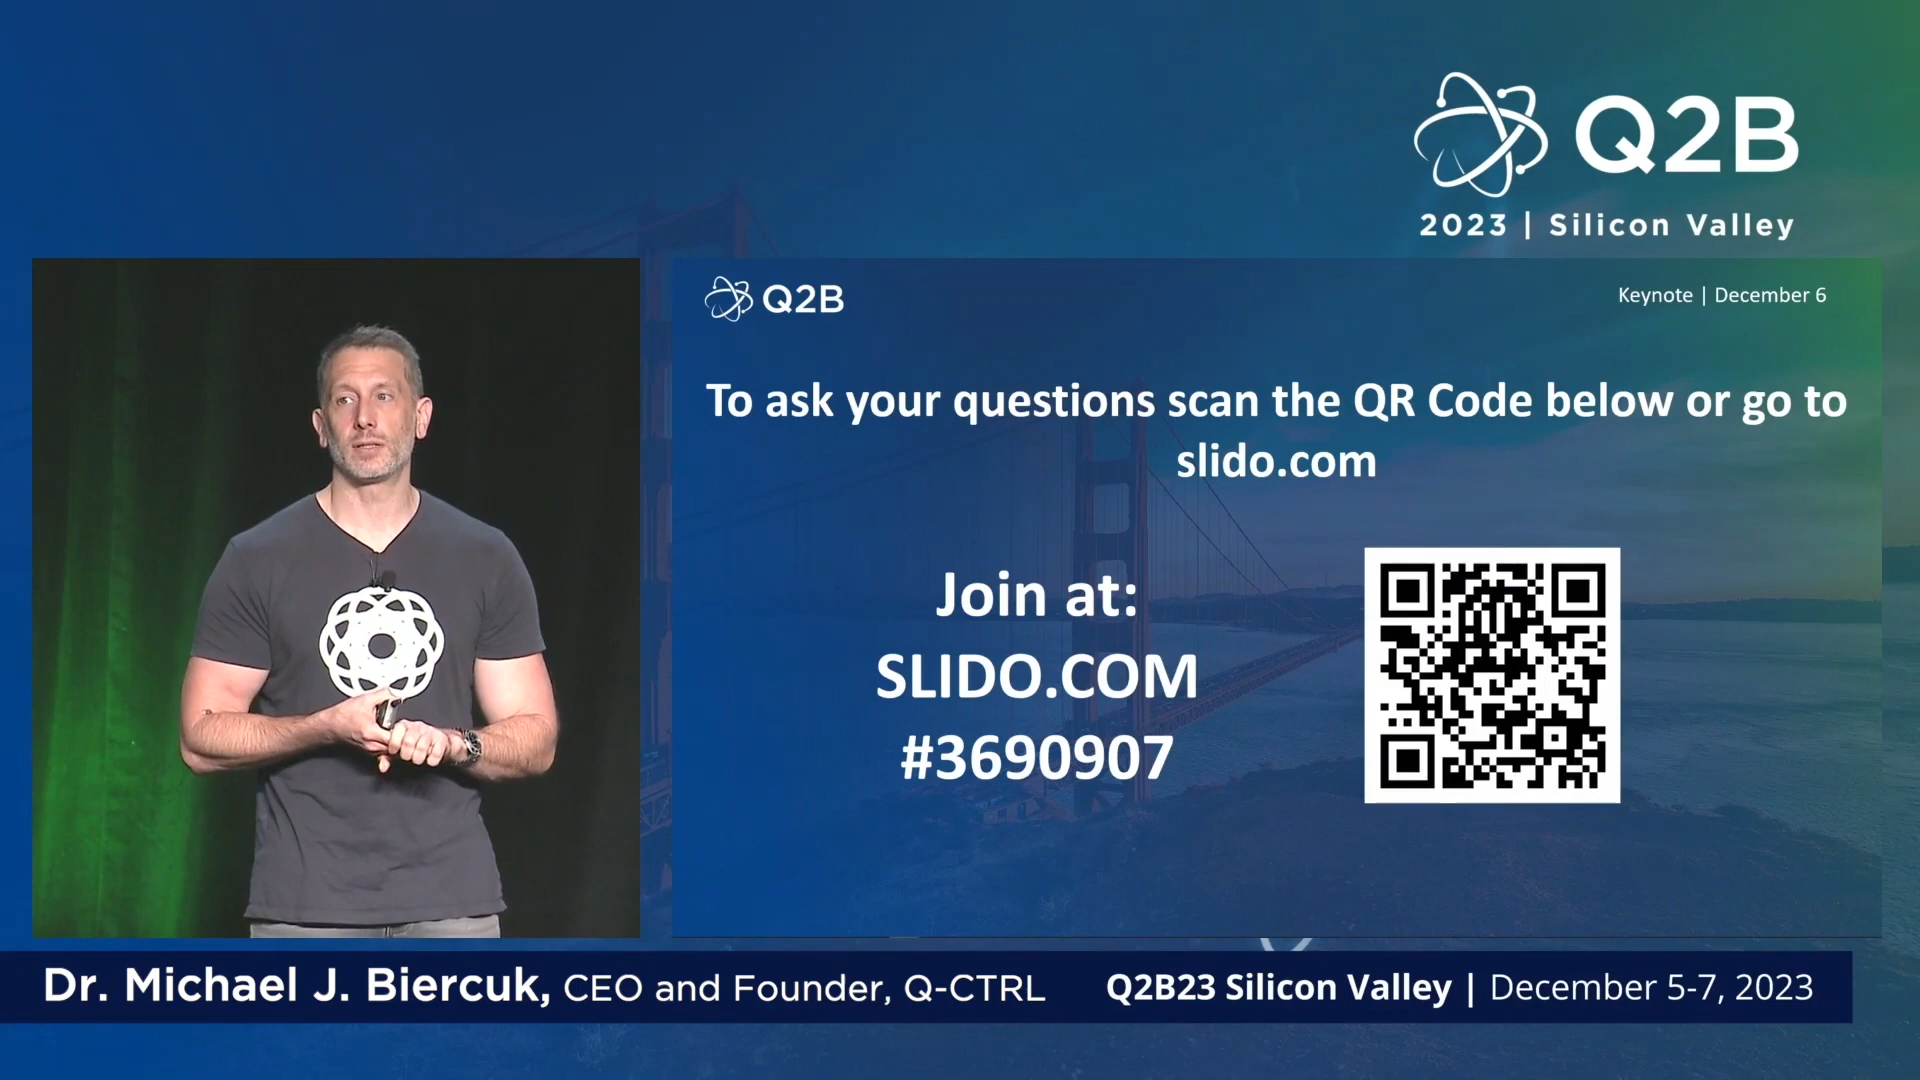 Q2B
2023 | Silicon Valley
Q2B
Keynote | December 6
To ask your questions scan the QR Code below or go to
slido.com
Join at:
SLIDO.COM
#3690907
Dr. Michael J. Biercuk, CEO and Founder, Q-CTRL
Q2B23 Silicon Valley | December 5-7, 2023